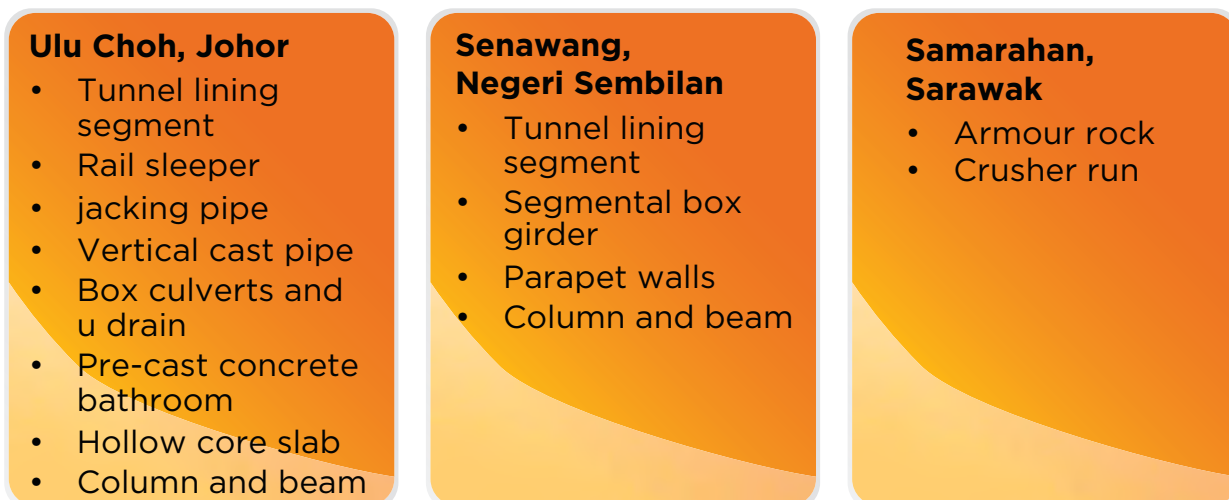 Ulu Choh, Johor
• Tunnel lining
segment
• Rail sleeper
• jacking pipe
• Vertical cast pipe
• Box culverts and
u drain
• Pre-cast concrete
bathroom
• Hollow core slab
• Column and beam
Senawang,
Negeri Sembilan
• Tunnel lining
segment
• Segmental box
girder
• Parapet walls
• Column and beam
Samarahan,
Sarawak
• Armour rock
• Crusher run